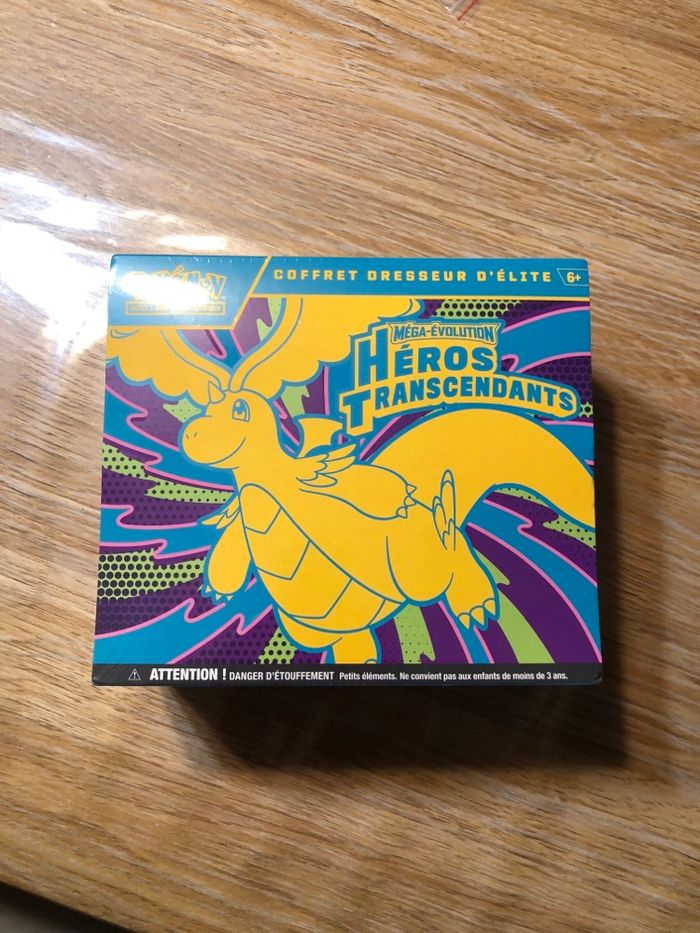 COFFRET DRESSEUR D'ÉLITE 6+
MÉGA-ÉVOLUTION
HÉROS
TRANSCENDANTS
⚠ ATTENTION ! DANGER D'ÉTOUFFEMENT Petits éléments. Ne convient pas aux enfants de moins de 3 ans.